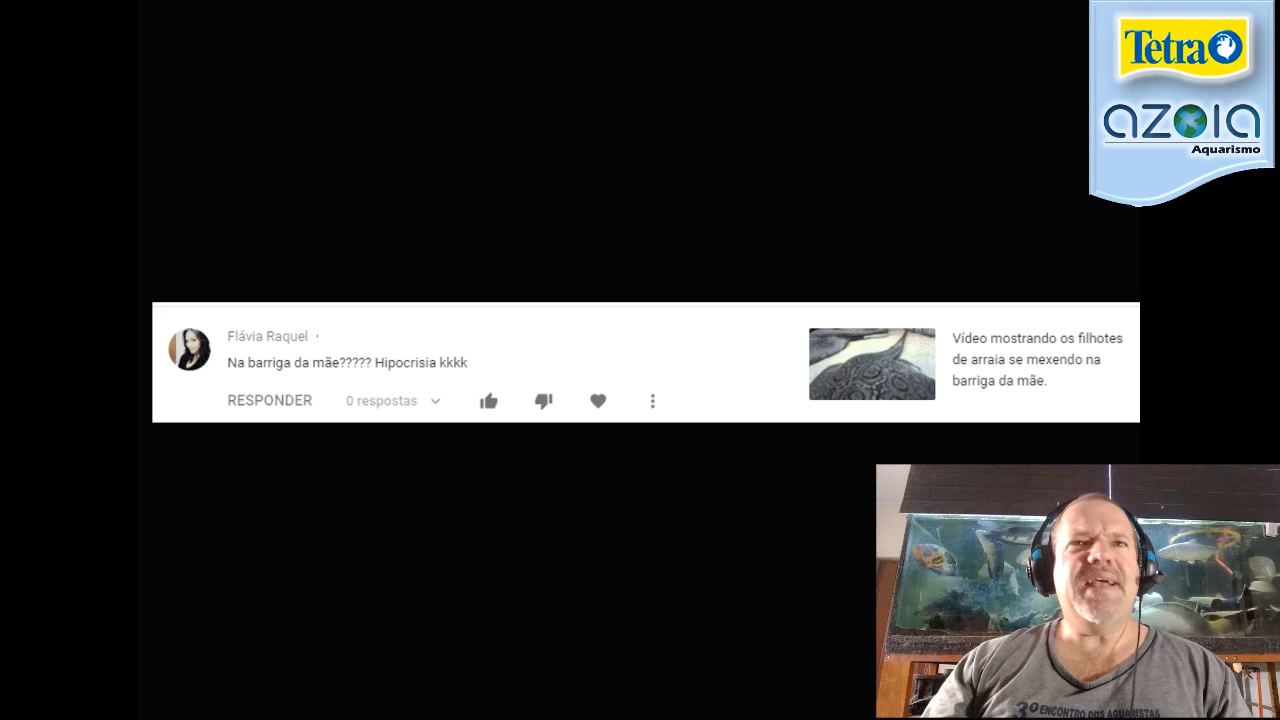 Tetra
azoia
Aquarismo
Flávia Raquel ·
Na barriga da mãe????? Hipocrisia kkkk
RESPONDER 0 respostas
Vídeo mostrando os filhotes
de arraia se mexendo na
barriga da mãe.
3º ENCONTRO DOS AQUARISTAS